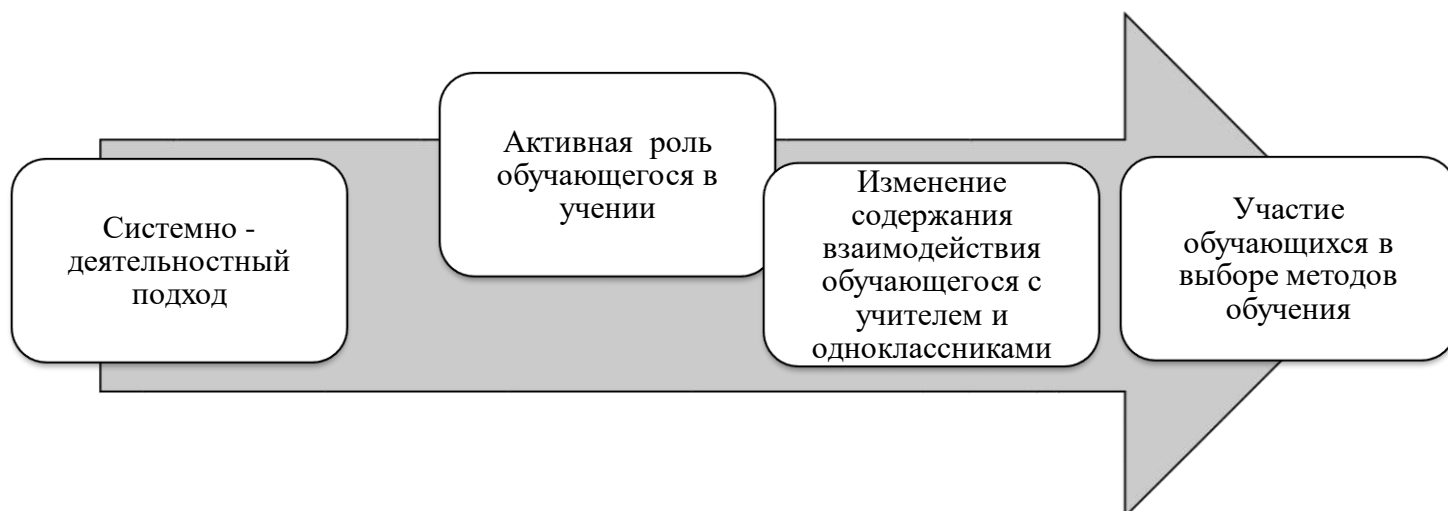 Системно -
деятельностный
подход
Активная роль
обучающегося в
учении
Изменение
содержания
взаимодействия
обучающегося с
учителем и
одноклассниками
Участие
обучающихся в
выборе методов
обучения